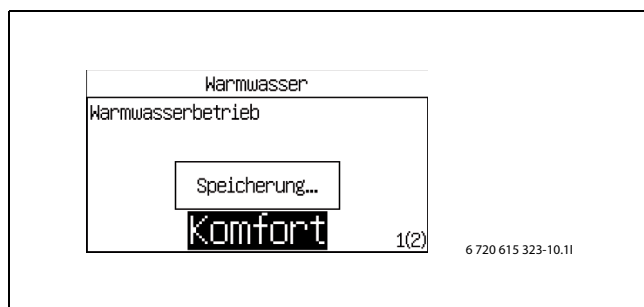 Warmwasser
Warmwasserbetrieb
Speicherung...
Komfort
1(2)
6 720 615 323-10.1I